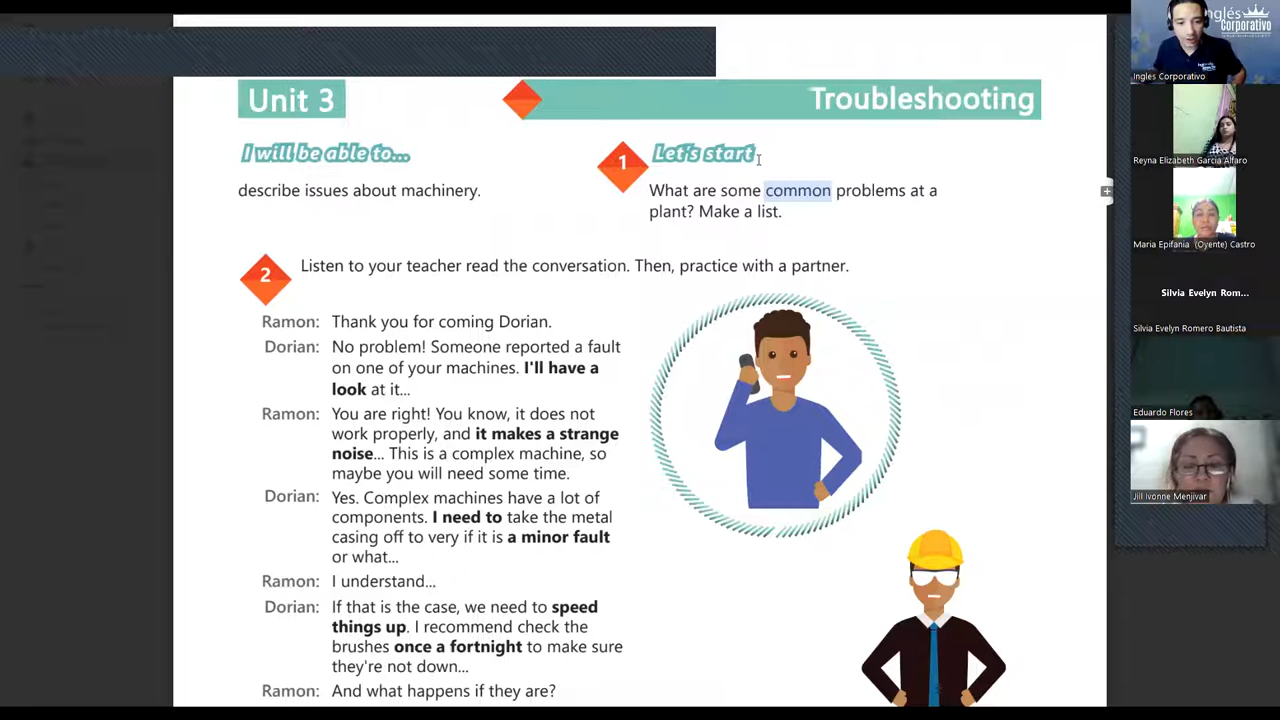 Unit 3
Troubleshooting
I will be able to...
describe issues about machinery.
1
Let's start
What are some common problems at a
plant? Make a list.
2
Listen to your teacher read the conversation. Then, practice with a partner.
Ramon: Thank you for coming Dorian.
Dorian: No problem! Someone reported a fault
on one of your machines. I'll have a
look at it...
Ramon: You are right! You know, it does not
work properly, and it makes a strange
noise... This is a complex machine, so
maybe you will need some time.
Dorian: Yes. Complex machines have a lot of
components. I need to take the metal
casing off to very if it is a minor fault
or what...
Ramon: I understand...
Dorian: If that is the case, we need to speed
things up. I recommend check the
brushes once a fortnight to make sure
they're not down...
Ramon: And what happens if they are?
Inglés
Corporativo
Ingles Corporativo
Reyna Elizabeth Garcia Alfaro
Maria Epifania (Oyente) Castro
Silvia Evelyn Rom...
Silvia Evelyn Romero Bautista
Eduardo Flores
Jill Ivonne Menjivar